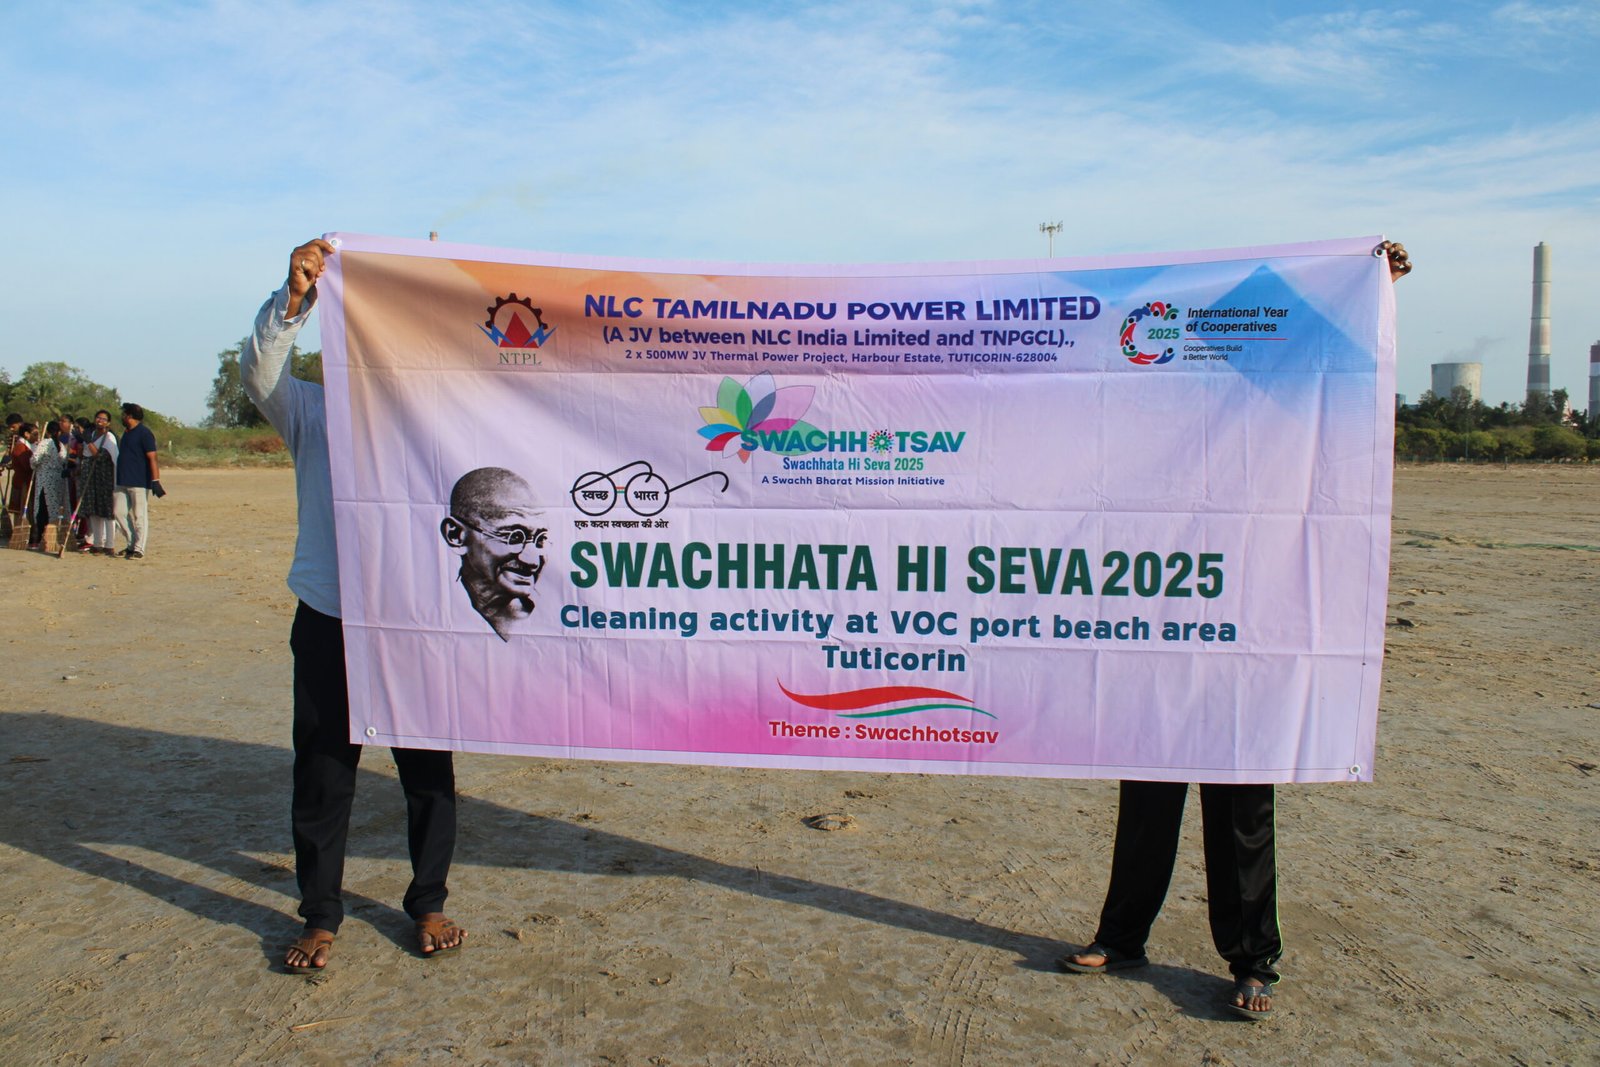 NLC TAMILNADU POWER LIMITED
(A JV between NLC India Limited and TNPGCL).,
2 x 500MW JV Thermal Power Project, Harbour Estate, TUTICORIN-628004
NTPL
2025
International Year
of Cooperatives
Cooperatives Build
a Better World
SWACHHOTSAV
Swachhata Hi Seva 2025
A Swachh Bharat Mission Initiative
स्वच्छ भारत
एक कदम स्वच्छता की ओर
SWACHHATA HI SEVA 2025
Cleaning activity at VOC port beach area
Tuticorin
Theme : Swachhotsav